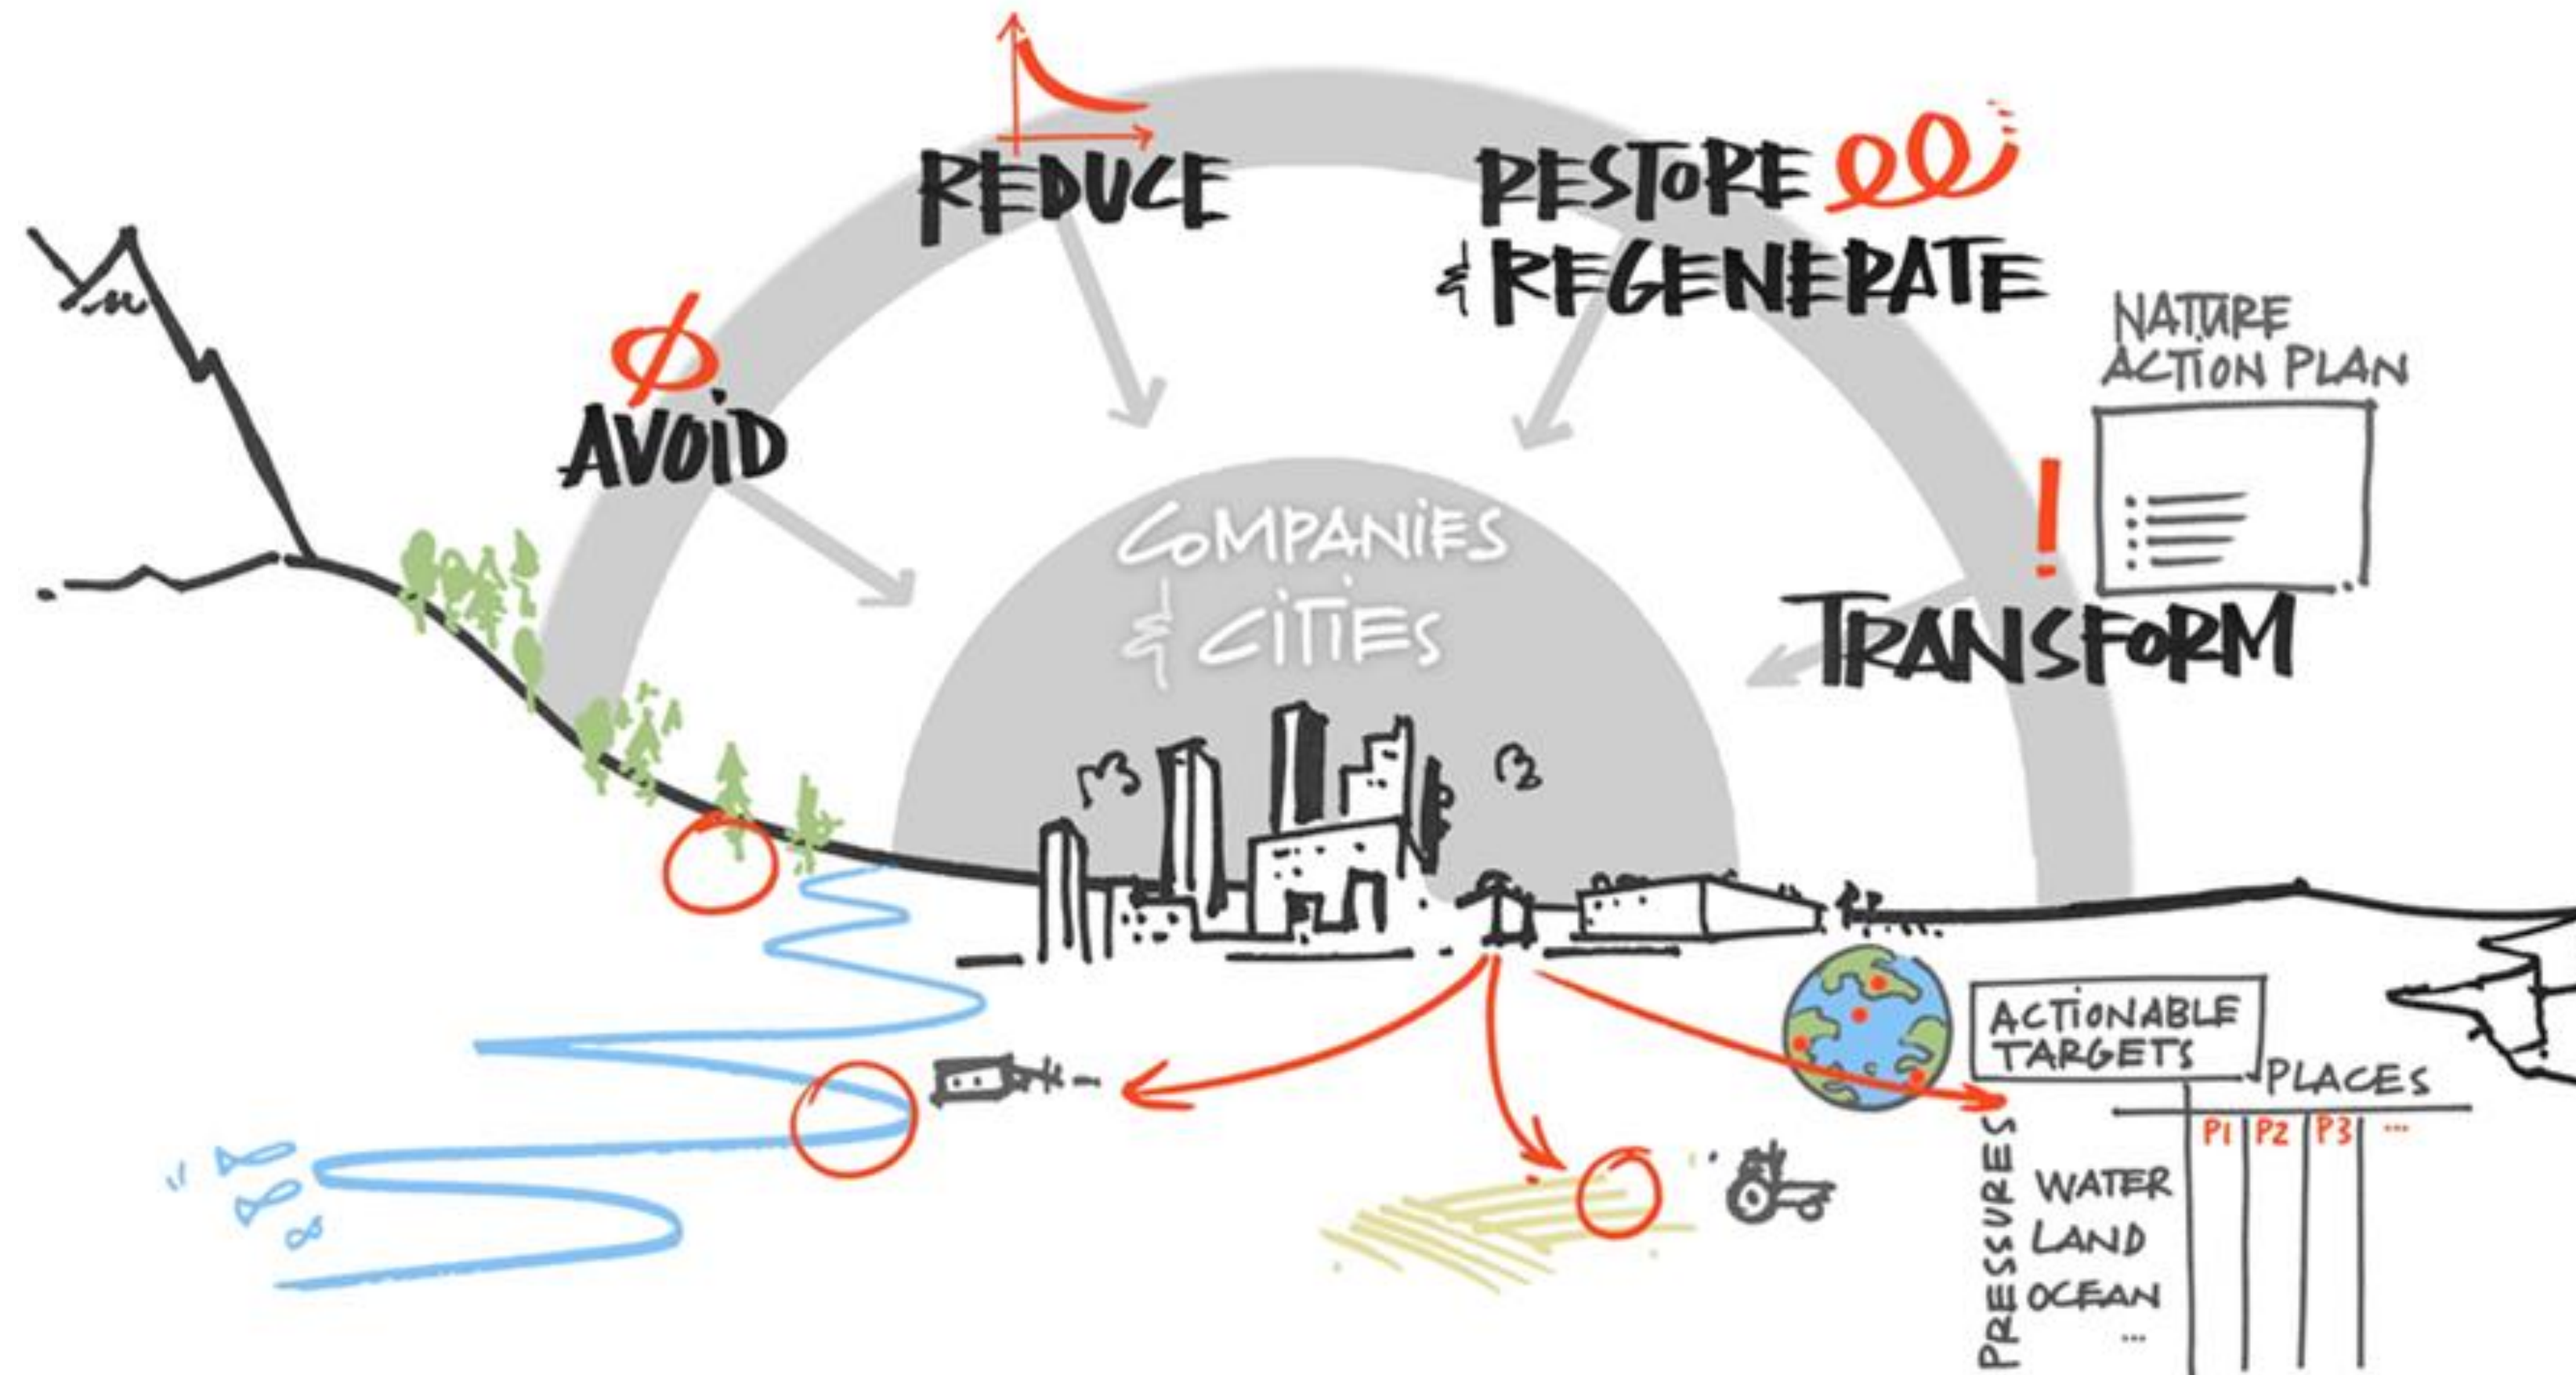 REDUCE
RESTORE
& REGENERATE
AVOID
NATURE
ACTION PLAN
TRANSFORM
COMPANIES
& CITIES
ACTIONABLE
TARGETS
PLACES
P1 P2 P3 ...
PRESSURES
WATER
LAND
OCEAN
...